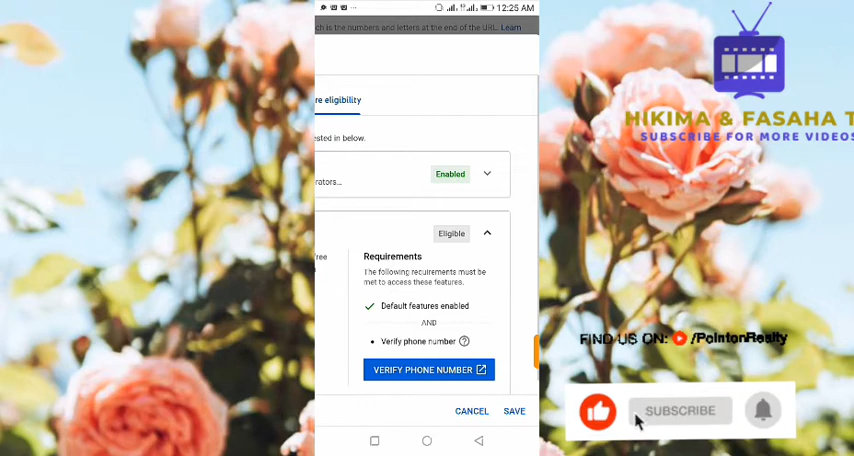 12:25 AM
ch is the numbers and letters at the end of the URL. Learn
re eligibility
ested in below.
rators...
Enabled
Eligible
free
Requirements
The following requirements must be
met to access these features.
Default features enabled
AND
Verify phone number
VERIFY PHONE NUMBER
CANCEL
SAVE
HIKIMA & FASAHA T
SUBSCRIBE FOR MORE VIDEOS
FIND US ON: /PointonRealty
SUBSCRIBE